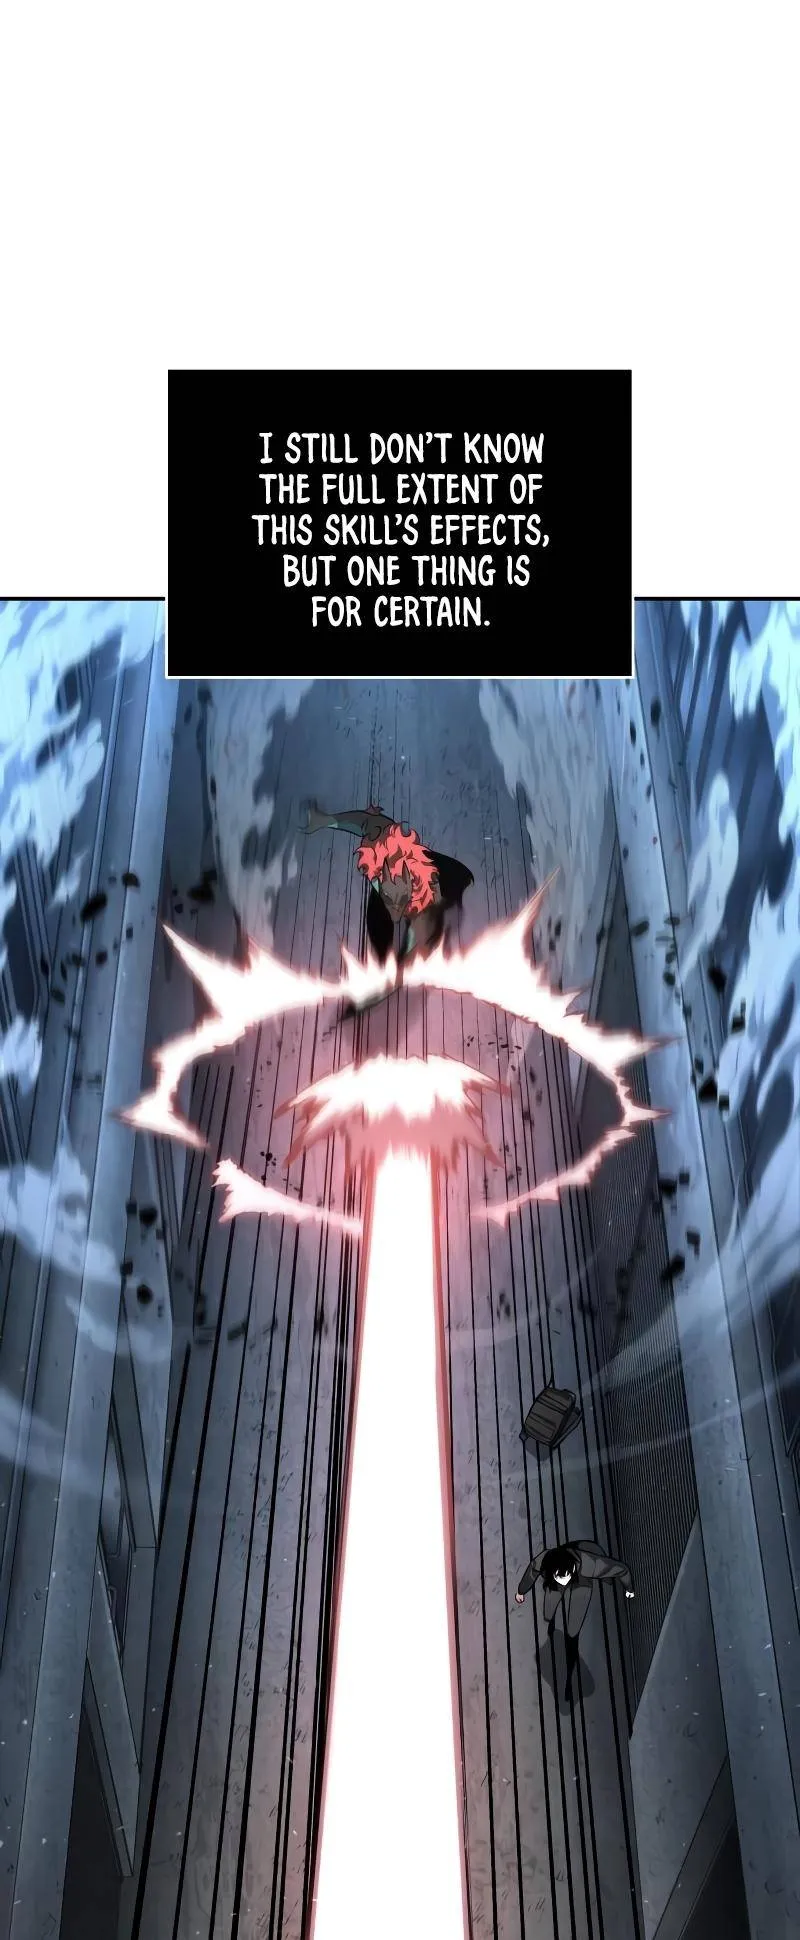 I STILL DON'T KNOW
THE FULL EXTENT OF
THIS SKILL'S EFFECTS,
BUT ONE THING IS
FOR CERTAIN.